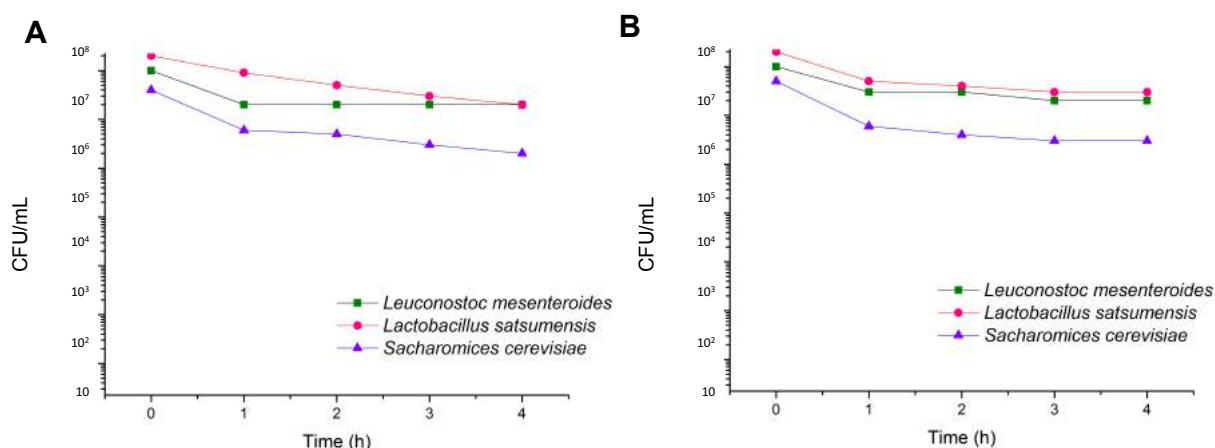 A
CFU/mL
10⁸
10⁷
10⁶
10⁵
10⁴
10³
10²
10
Leuconostoc mesenteroides
Lactobacillus satsumensis
Sacharomices cerevisiae
0 1 2 3 4
Time (h)
B
CFU/mL
10⁸
10⁷
10⁶
10⁵
10⁴
10³
10²
10
Leuconostoc mesenteroides
Lactobacillus satsumensis
Sacharomices cerevisiae
0 1 2 3 4
Time (h)